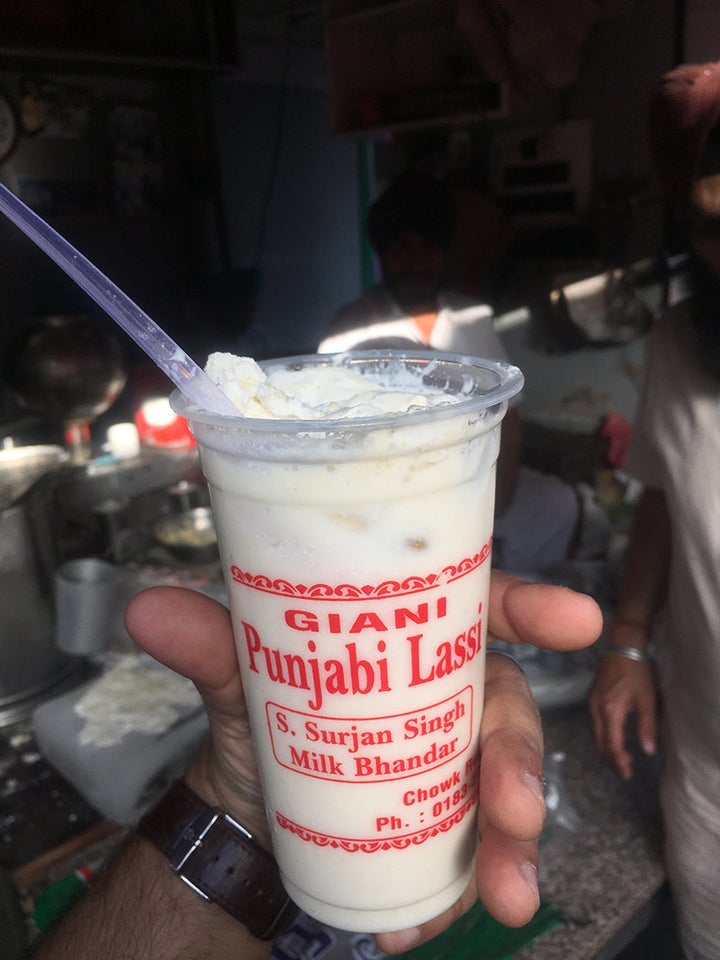 GIANI
Punjabi Lassi
S. Surjan Singh
Milk Bhandar
Chowk
Ph. : 0183